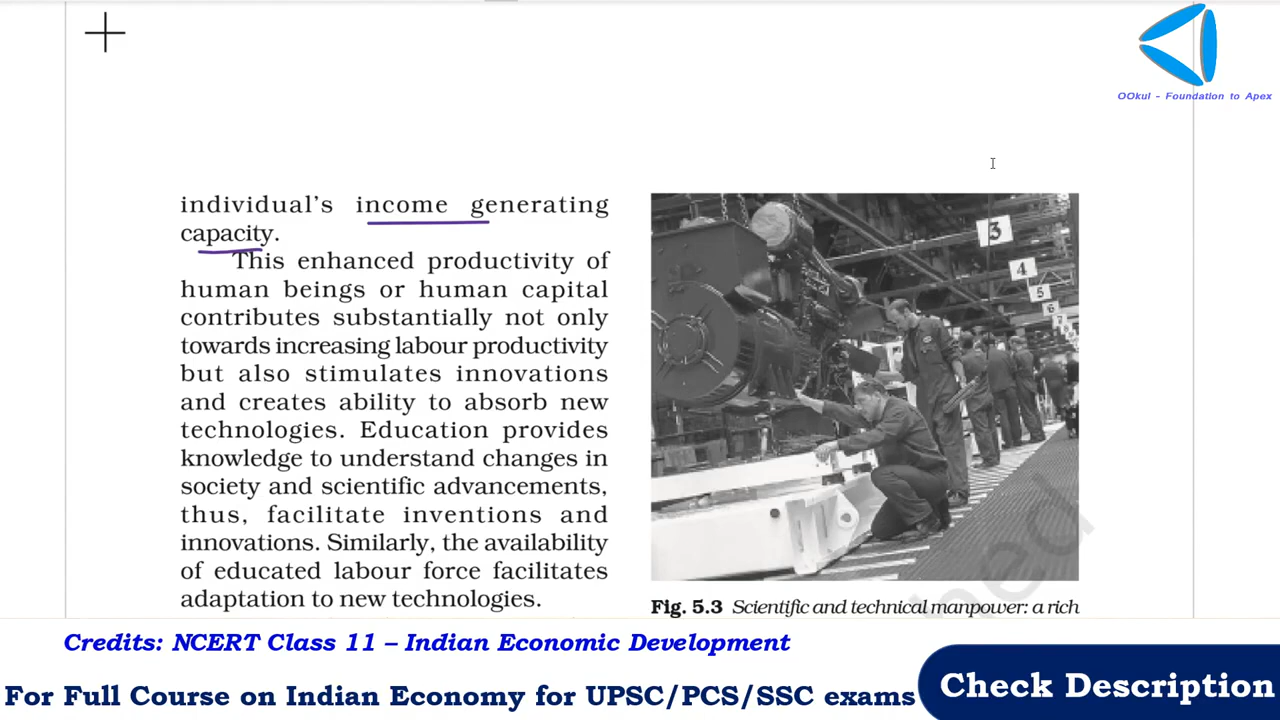 OOkul - Foundation to Apex
individual's income generating
capacity.
This enhanced productivity of
human beings or human capital
contributes substantially not only
towards increasing labour productivity
but also stimulates innovations
and creates ability to absorb new
technologies. Education provides
knowledge to understand changes in
society and scientific advancements,
thus, facilitate inventions and
innovations. Similarly, the availability
of educated labour force facilitates
adaptation to new technologies.
3
4
5
6
7
Fig. 5.3 Scientific and technical manpower: a rich
Credits: NCERT Class 11 – Indian Economic Development
For Full Course on Indian Economy for UPSC/PCS/SSC exams
Check Description